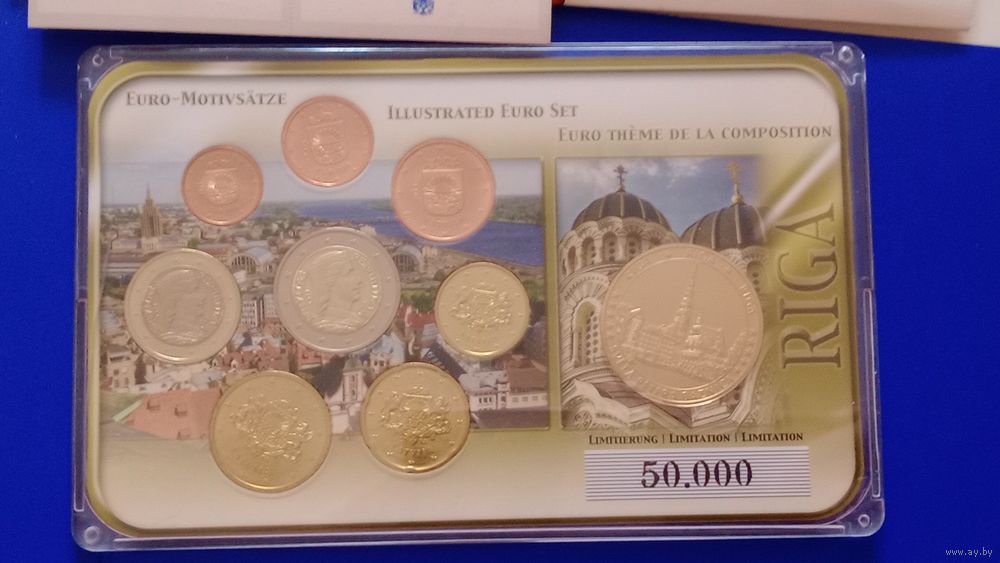 EURO-MOTIVSÄTZE
ILLUSTRATED EURO SET
EURO THÈME DE LA COMPOSITION
RIGA
LIMITIERUNG | LIMITATION | LIMITATION
50.000
www.ay.by